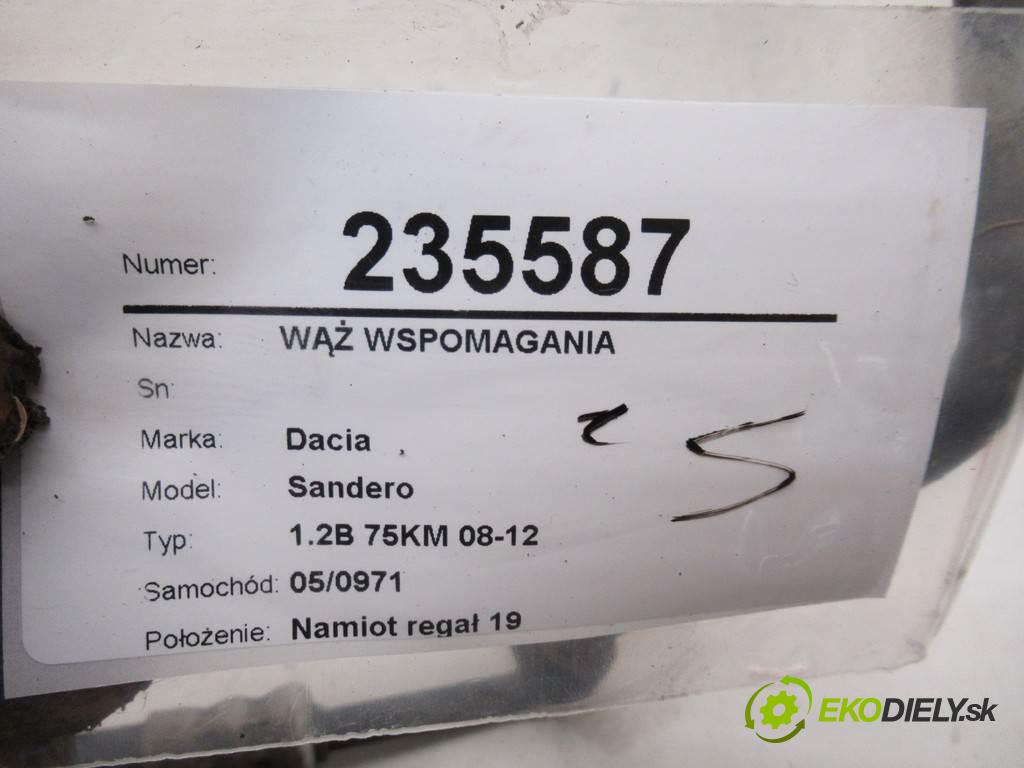 Numer: 235587
Nazwa: WĄŻ WSPOMAGANIA
Sn:
Marka: Dacia
Model: Sandero
Typ: 1.2B 75KM 08-12
Samochód: 05/0971
Położenie: Namiot regał 19
EKODIELY.sk